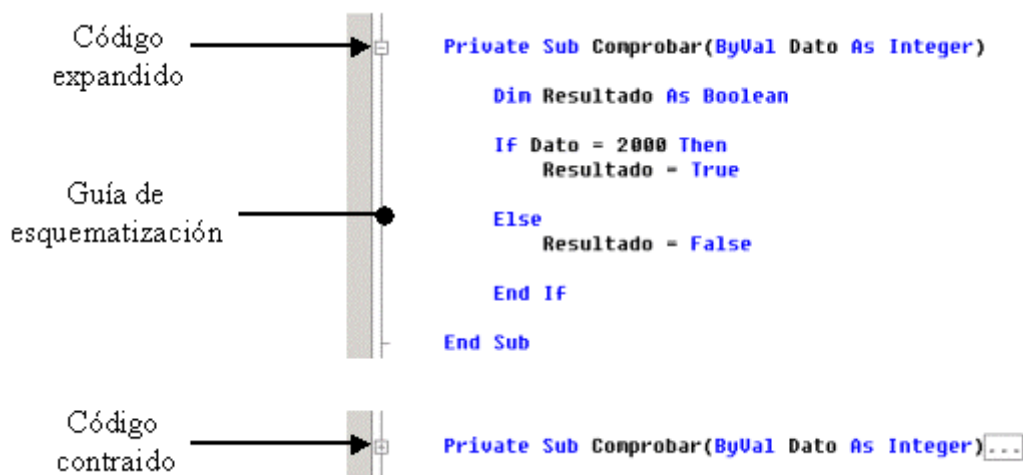 Código
expandido
Private Sub Comprobar(ByVal Dato As Integer)
Dim Resultado As Boolean
If Dato = 2000 Then
Resultado = True
Guía de
esquematización
Else
Resultado = False
End If
End Sub
Código
contraido
Private Sub Comprobar(ByVal Dato As Integer)...